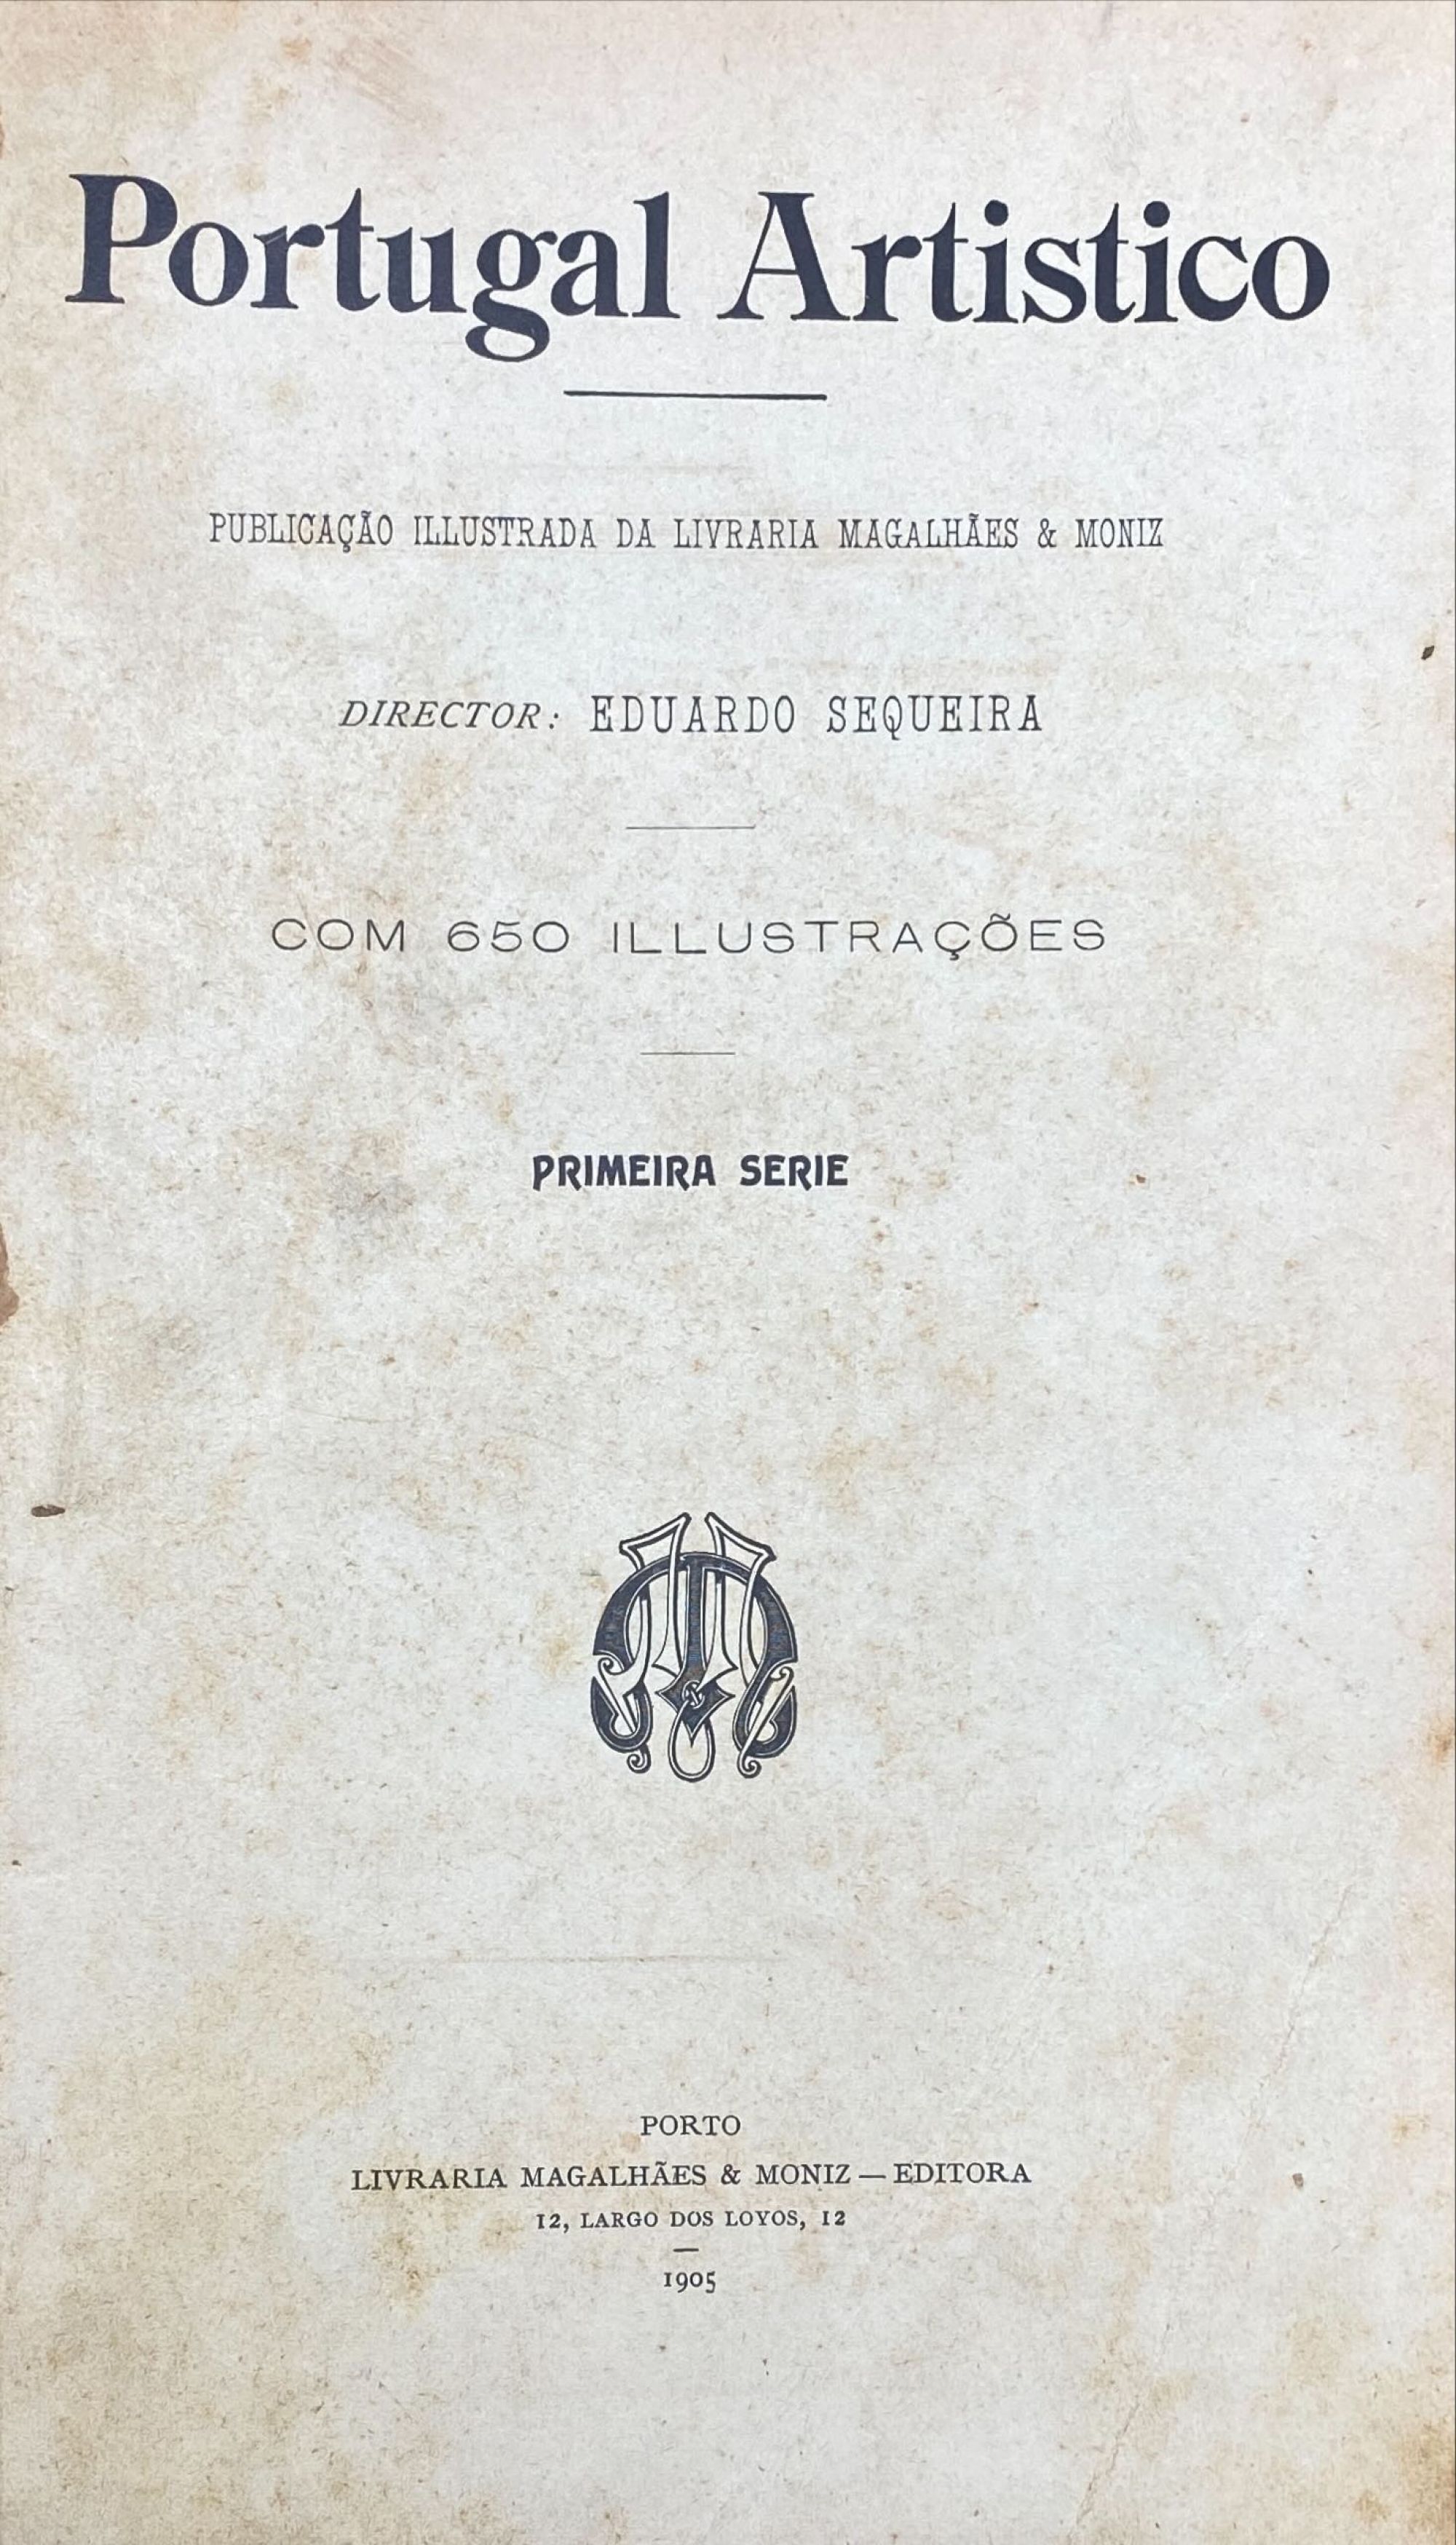 Portugal Artistico
PUBLICAÇÃO ILLUSTRADA DA LIVRARIA MAGALHÃES & MONIZ
DIRECTOR: EDUARDO SEQUEIRA
COM 650 ILLUSTRAÇÕES
PRIMEIRA SERIE
PORTO
LIVRARIA MAGALHÃES & MONIZ — EDITORA
12, LARGO DOS LOYOS, 12
1905